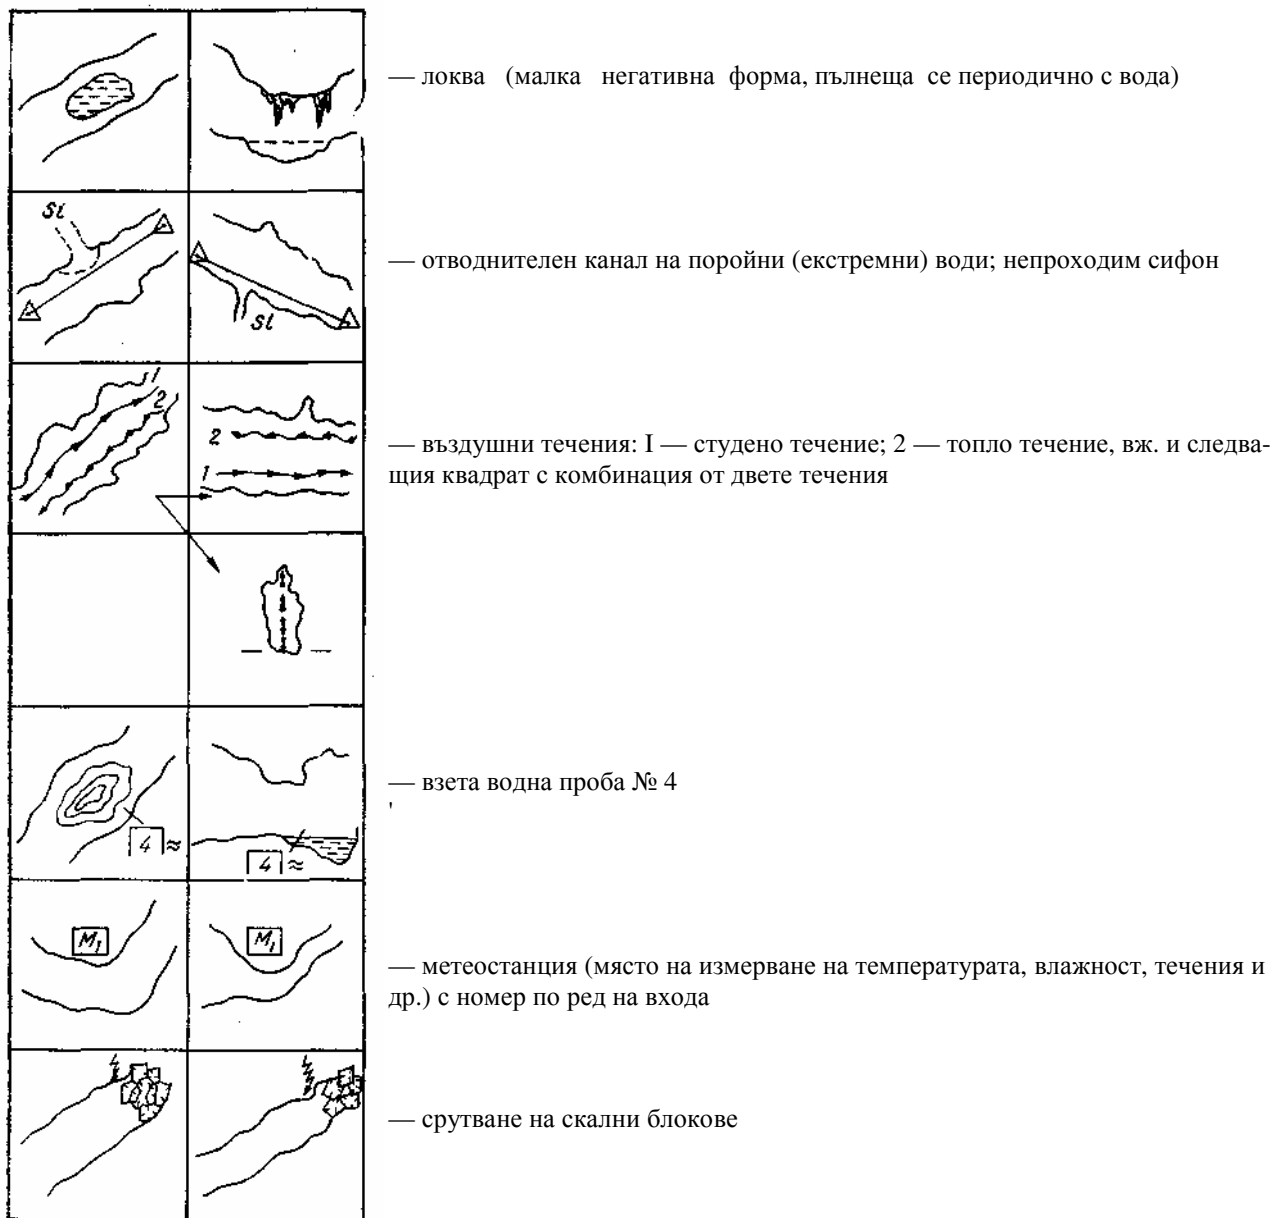 — локва (малка негативна форма, пълнеща се периодично с вода)
Si
Si
— отводнителен канал на поройни (екстремни) води; непроходим сифон
1
2
2
1
— въздушни течения: I — студено течение; 2 — топло течение, вж. и следва-
щия квадрат с комбинация от двете течения
4 ≈
4 ≈
— взета водна проба № 4
M₁
M₁
— метеостанция (място на измерване на температурата, влажност, течения и
др.) с номер по ред на входа
— срутване на скални блокове